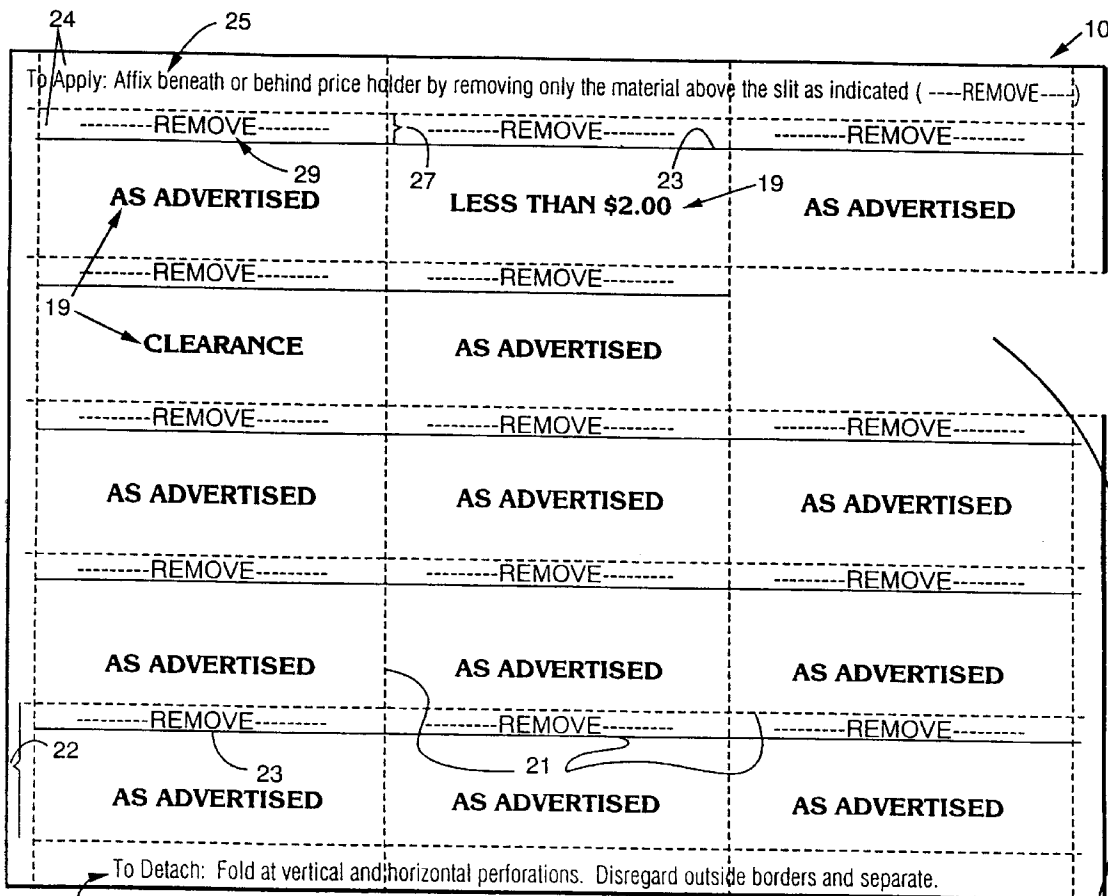 24 25 10
To Apply: Affix beneath or behind price holder by removing only the material above the slit as indicated ( ----REMOVE----)
---------REMOVE--------- ---------REMOVE--------- ---------REMOVE---------
29 27 23 19
AS ADVERTISED LESS THAN $2.00 AS ADVERTISED
---------REMOVE--------- ---------REMOVE---------
19
CLEARANCE AS ADVERTISED
---------REMOVE--------- ---------REMOVE--------- ---------REMOVE---------
AS ADVERTISED AS ADVERTISED AS ADVERTISED
---------REMOVE--------- ---------REMOVE--------- ---------REMOVE---------
AS ADVERTISED AS ADVERTISED AS ADVERTISED
---------REMOVE--------- ---------REMOVE--------- ---------REMOVE---------
22 23 21
AS ADVERTISED AS ADVERTISED AS ADVERTISED
To Detach: Fold at vertical and horizontal perforations. Disregard outside borders and separate.